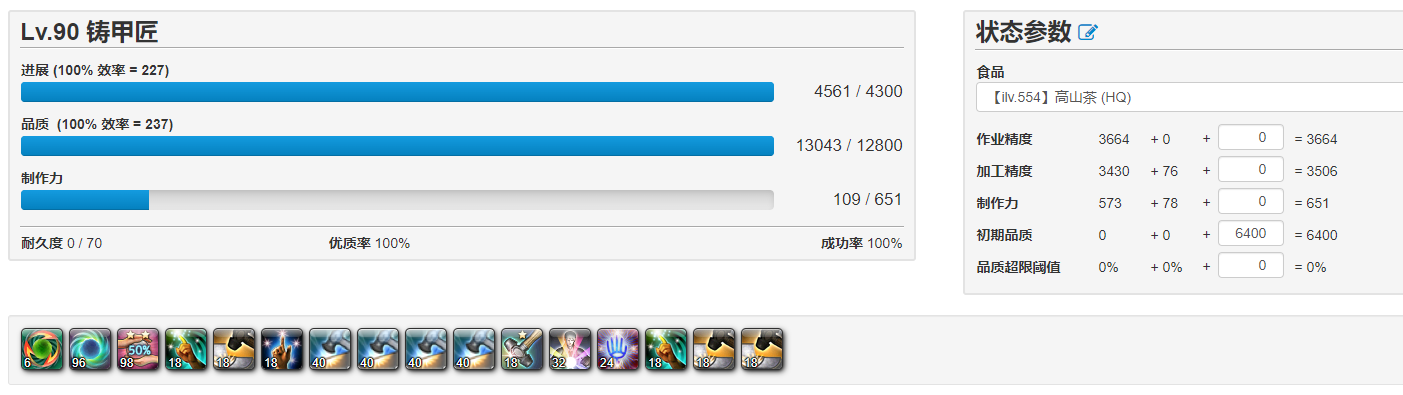 Lv.90 铸甲匠
进展 (100% 效率 = 227)
4561 / 4300
品质 (100% 效率 = 237)
13043 / 12800
制作力
109 / 651
耐久度 0 / 70 优质率 100% 成功率 100%
状态参数
食品
【ilv.554】高山茶 (HQ)
作业精度 3664 + 0 + 0 = 3664
加工精度 3430 + 76 + 0 = 3506
制作力 573 + 78 + 0 = 651
初期品质 0 + 0 + 6400 = 6400
品质超限阈值 0% + 0% + 0 = 0%
6 96 50% 98 18 18 18 40 40 40 40 18 32 24 18 18 18